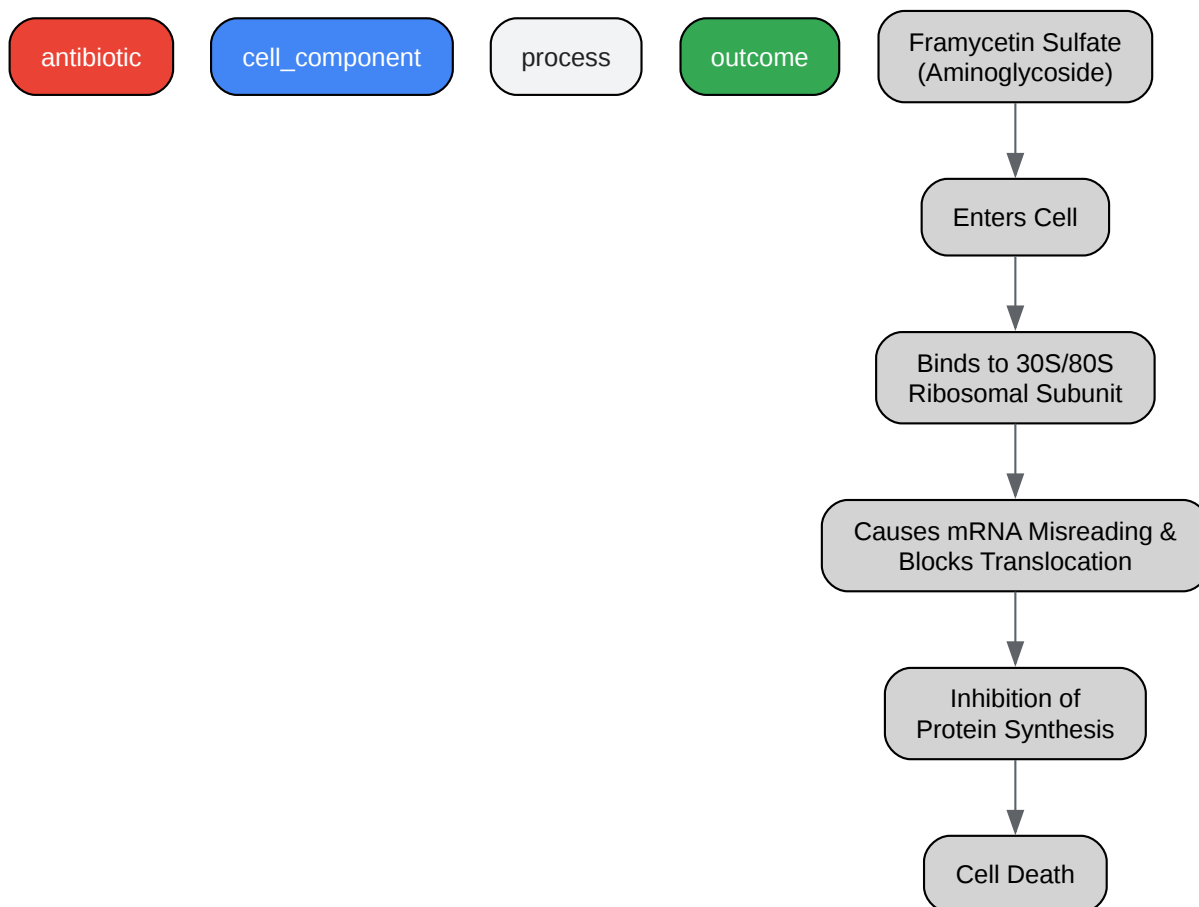 antibiotic
cell_component
process
outcome
Framycetin Sulfate
(Aminoglycoside)
Enters Cell
Binds to 30S/80S
Ribosomal Subunit
Causes mRNA Misreading &
Blocks Translocation
Inhibition of
Protein Synthesis
Cell Death